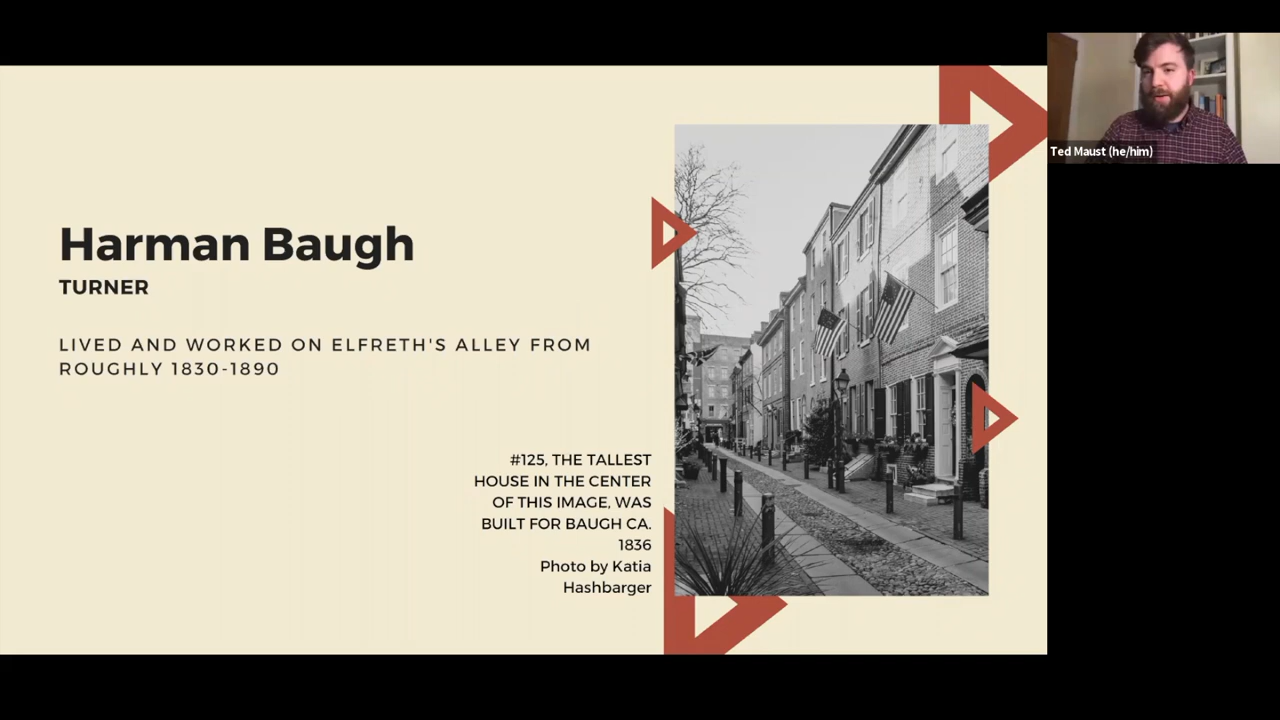 Harman Baugh
TURNER
LIVED AND WORKED ON ELFRETH'S ALLEY FROM
ROUGHLY 1830-1890
#125, THE TALLEST
HOUSE IN THE CENTER
OF THIS IMAGE, WAS
BUILT FOR BAUGH CA.
1836
Photo by Katia
Hashbarger
Ted Maust (he/him)